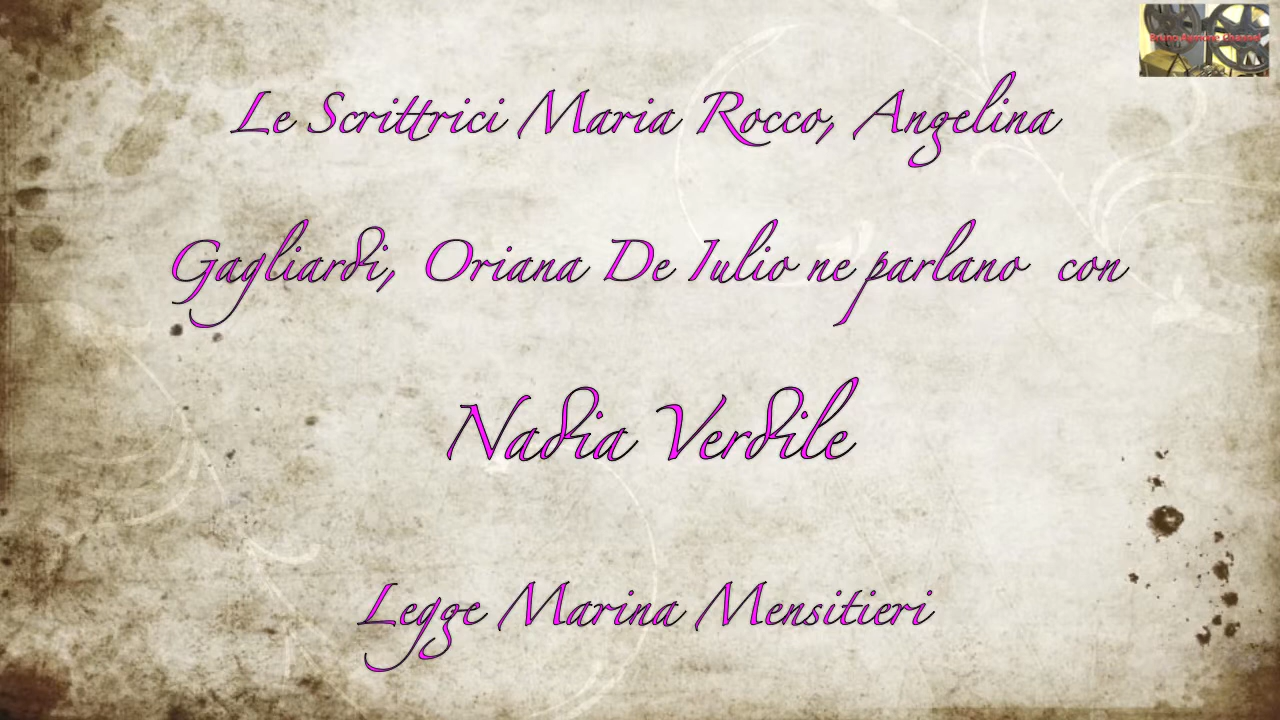 Le Scrittrici Maria Rocco, Angelina
Gagliardi, Oriana De Iulio ne parlano con
Nadia Verdile
Legge Marina Mensitieri